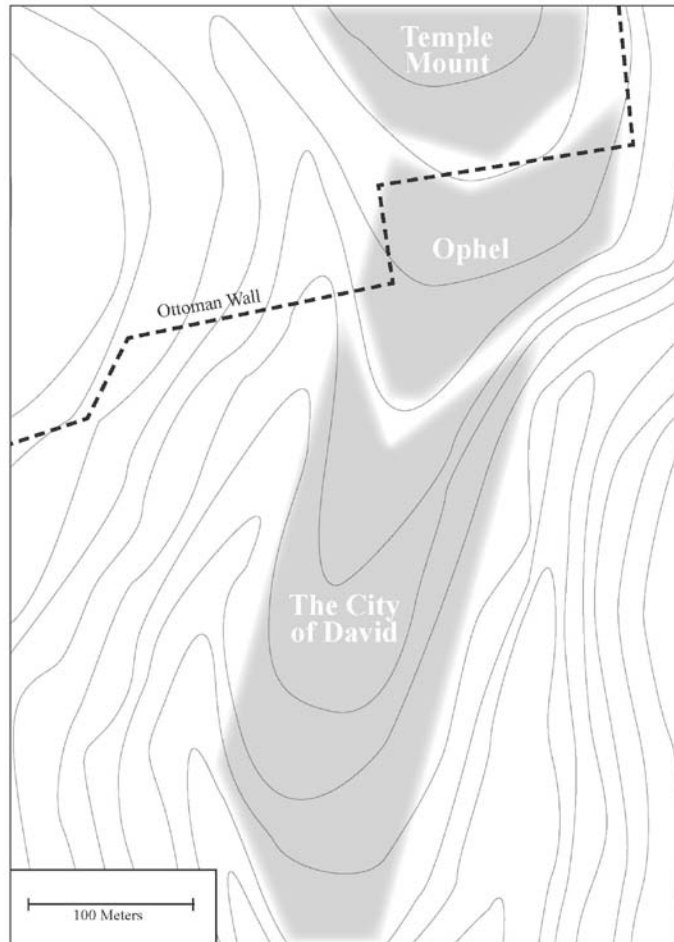 Temple
Mount
Ophel
Ottoman Wall
The City
of David
100 Meters